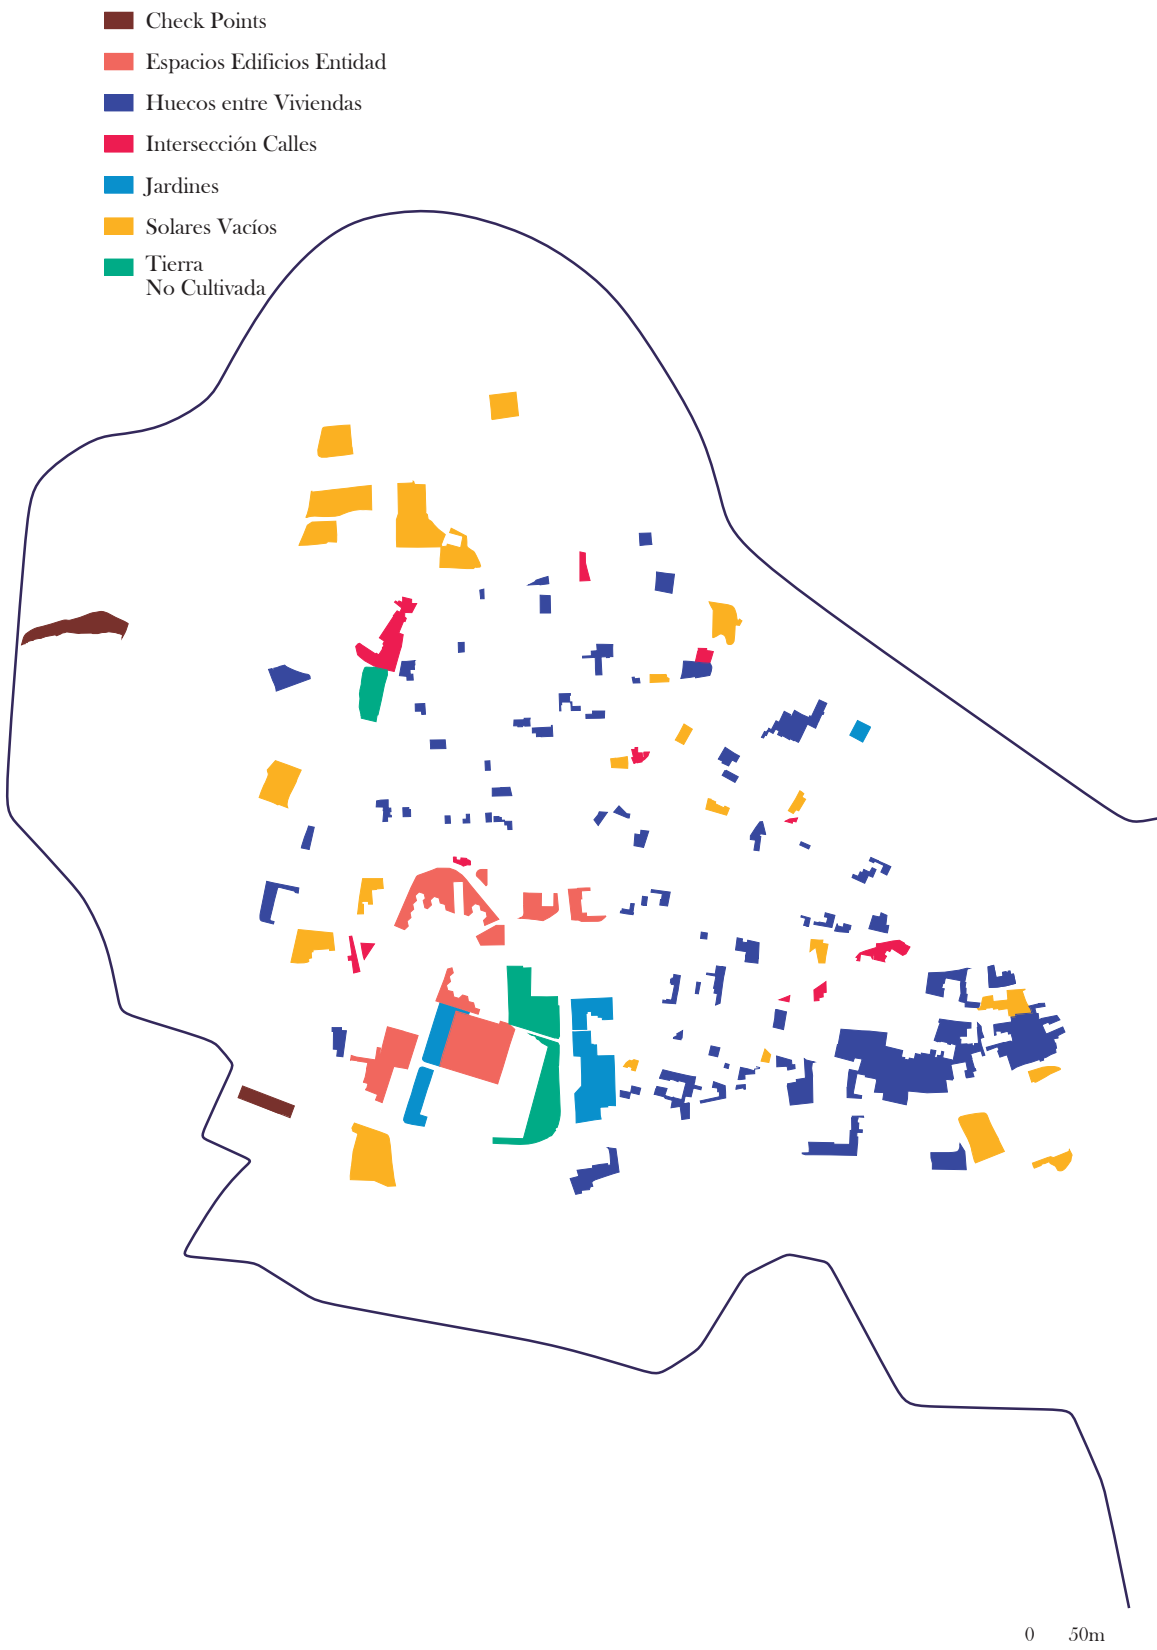 Check Points
Espacios Edificios Entidad
Huecos entre Viviendas
Intersección Calles
Jardines
Solares Vacíos
Tierra
No Cultivada
0 50m